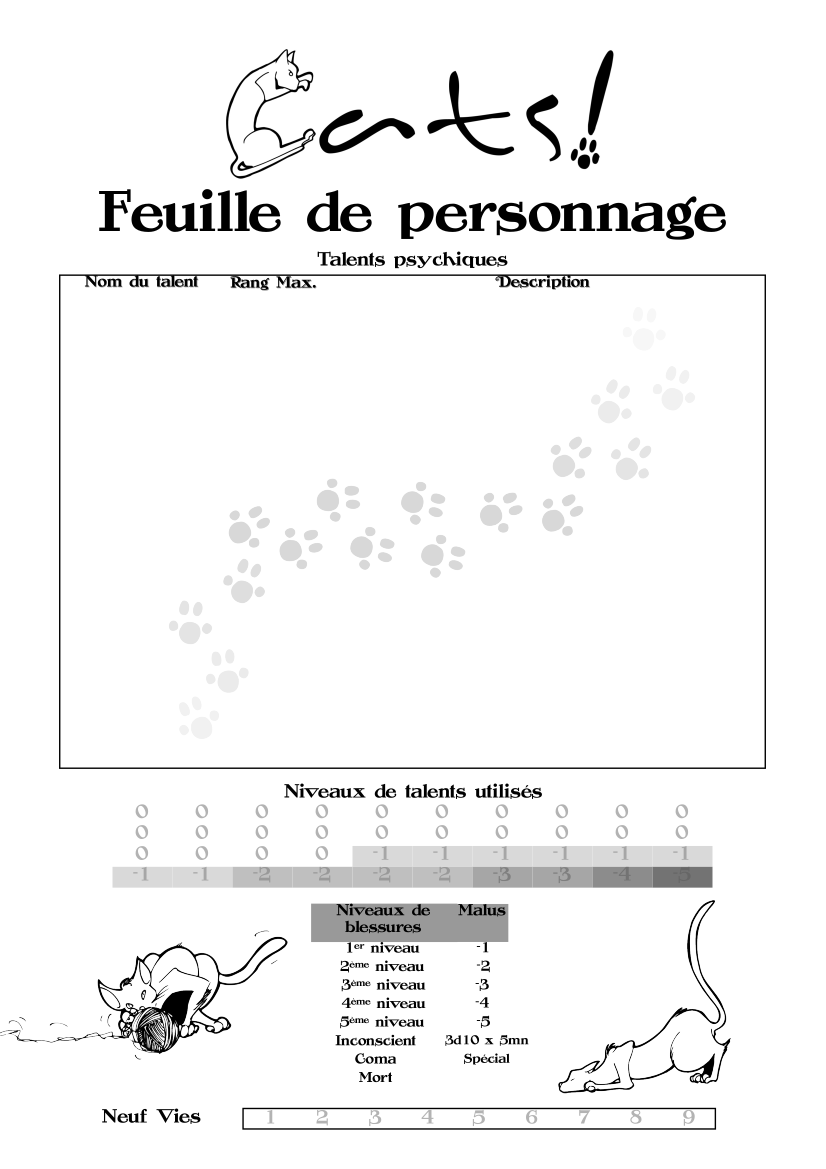 Cats!
Feuille de personnage
Talents psychiques
Nom du talent Rang Max. Description
Niveaux de talents utilisés
0 0 0 0 0 0 0 0 0 0
0 0 0 0 0 0 0 0 0 0
0 0 0 0 -1 -1 -1 -1 -1 -1
-1 -1 -2 -2 -2 -2 -3 -3 -4 -5
Niveaux de Malus
blessures
1er niveau -1
2ème niveau -2
3ème niveau -3
4ème niveau -4
5ème niveau -5
Inconscient 3d10 x 5mn
Coma Spécial
Mort
Neuf Vies 1 2 3 4 5 6 7 8 9